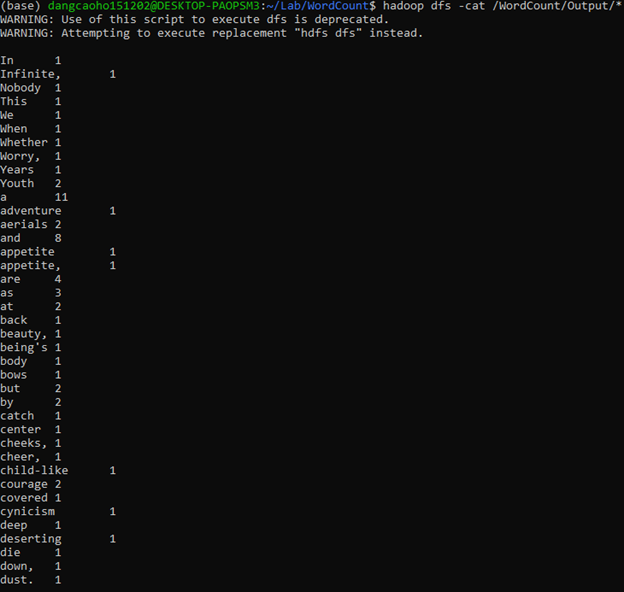 (base) dangcaoho151202@DESKTOP-PAOPSM3:~/Lab/WordCount$ hadoop dfs -cat /WordCount/Output/*
WARNING: Use of this script to execute dfs is deprecated.
WARNING: Attempting to execute replacement "hdfs dfs" instead.
In 1
Infinite, 1
Nobody 1
This 1
We 1
When 1
Whether 1
Worry, 1
Years 1
Youth 2
a 11
adventure 1
aerials 2
and 8
appetite 1
appetite, 1
are 4
as 3
at 2
back 1
beauty, 1
being's 1
body 1
bows 1
but 2
by 2
catch 1
center 1
cheeks, 1
cheer, 1
child-like 1
courage 2
covered 1
cynicism 1
deep 1
deserting 1
die 1
down, 1
dust. 1